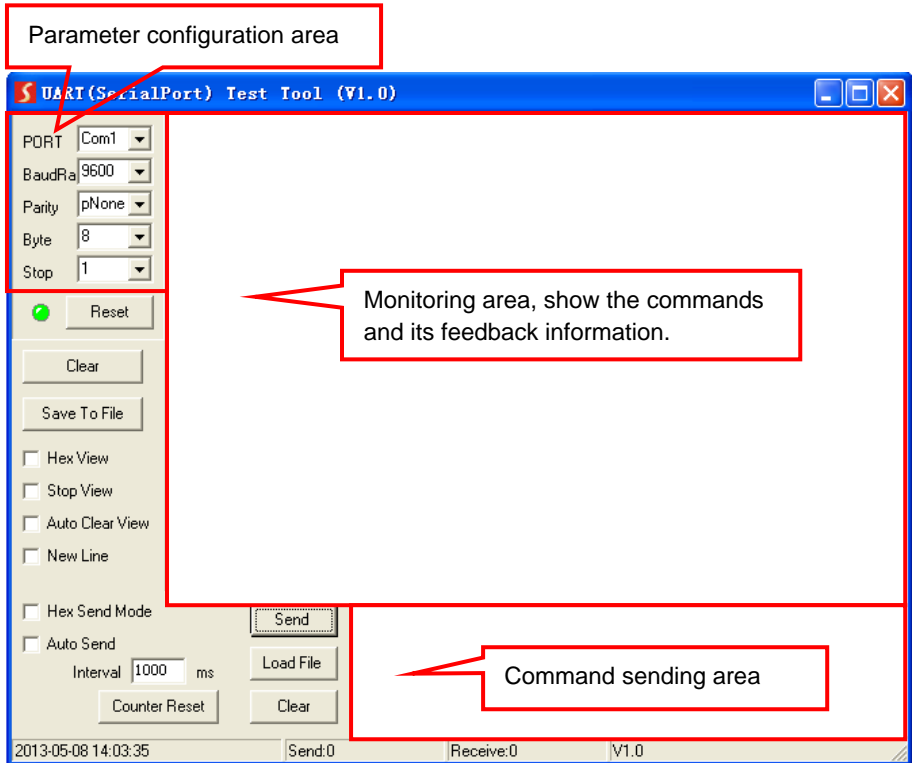 Parameter configuration area
UART(SerialPort) Test Tool (V1.0)
PORT Com1
BaudRa 9600
Parity pNone
Byte 8
Stop 1
Monitoring area, show the commands
and its feedback information.
Reset
Clear
Save To File
Hex View
Stop View
Auto Clear View
New Line
Hex Send Mode
Send
Auto Send
Interval 1000 ms
Load File
Command sending area
Counter Reset
Clear
2013-05-08 14:03:35 Send:0 Receive:0 V1.0